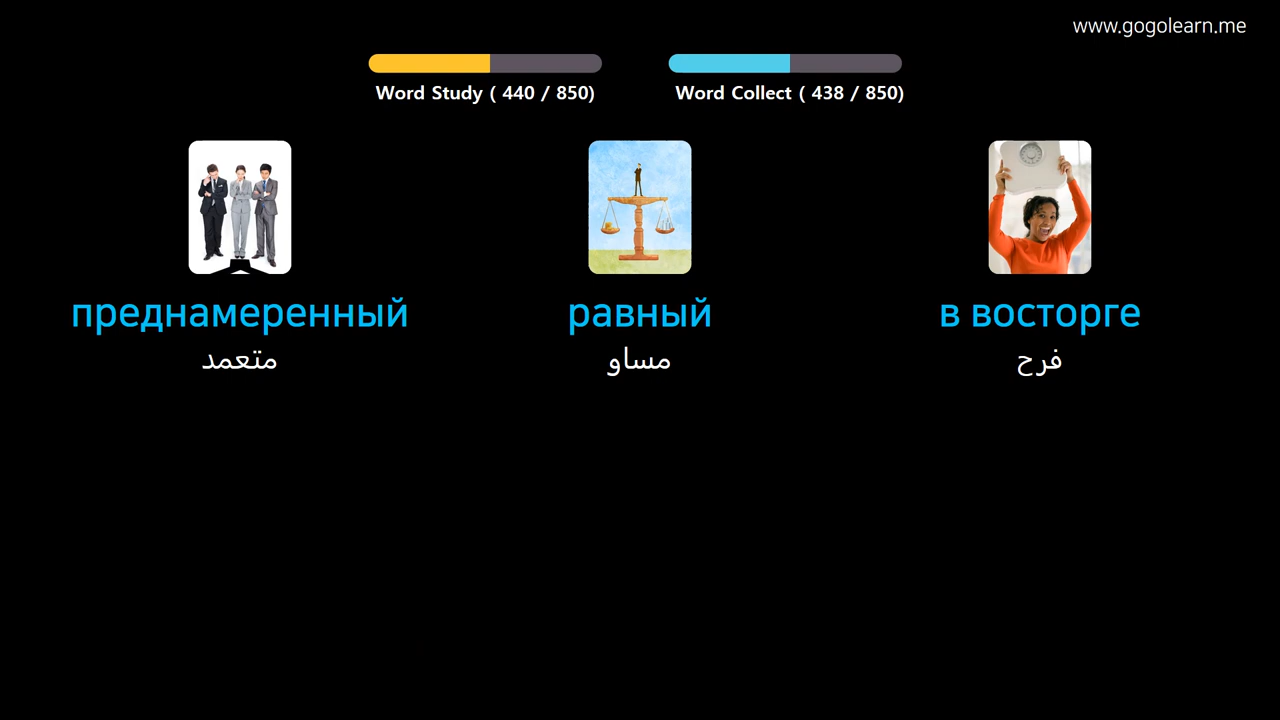 www.gogolearn.me
Word Study ( 440 / 850)
Word Collect ( 438 / 850)
преднамеренный
متعمد
равный
مساو
в восторге
فرح